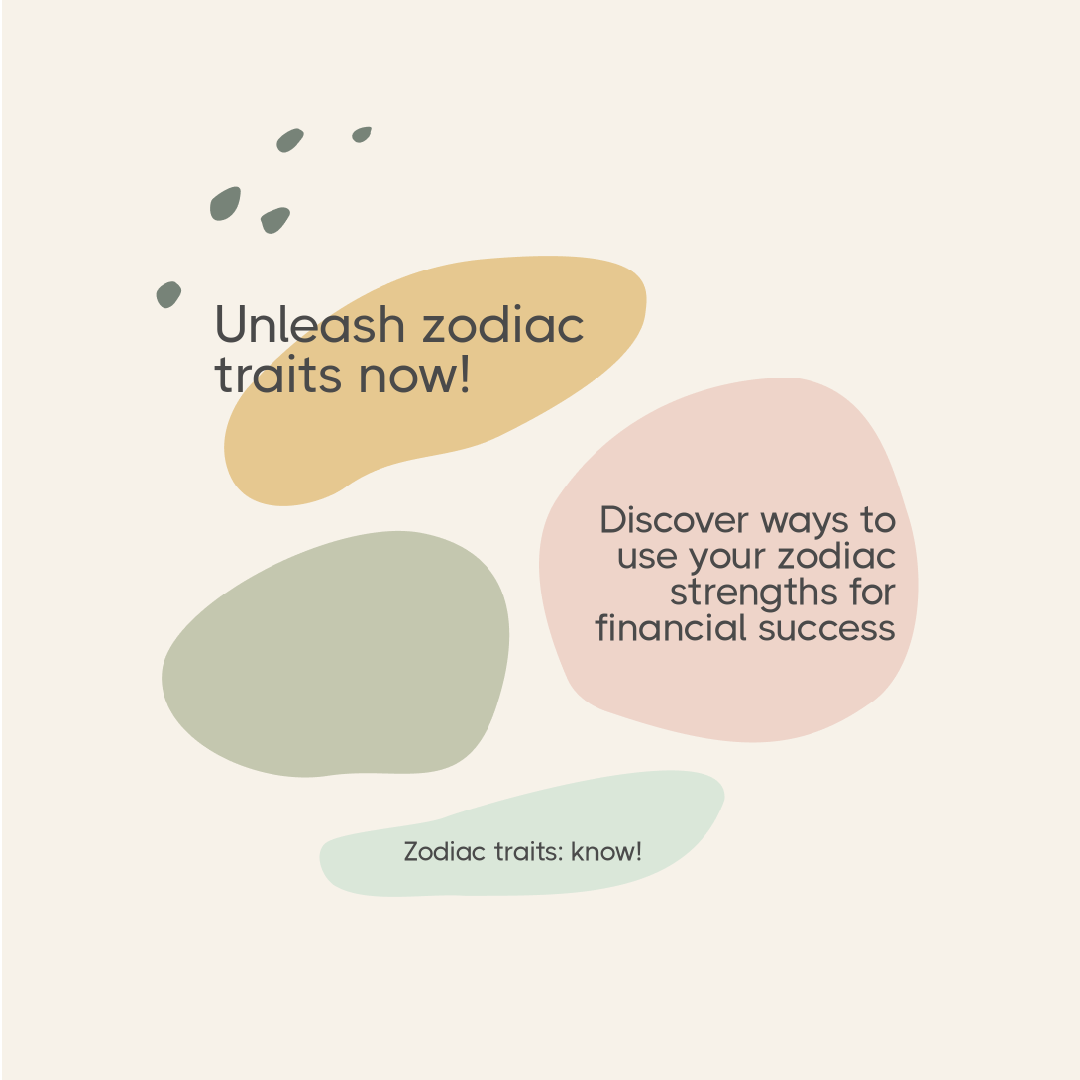 Unleash zodiac
traits now!
Discover ways to
use your zodiac
strengths for
financial success
Zodiac traits: know!